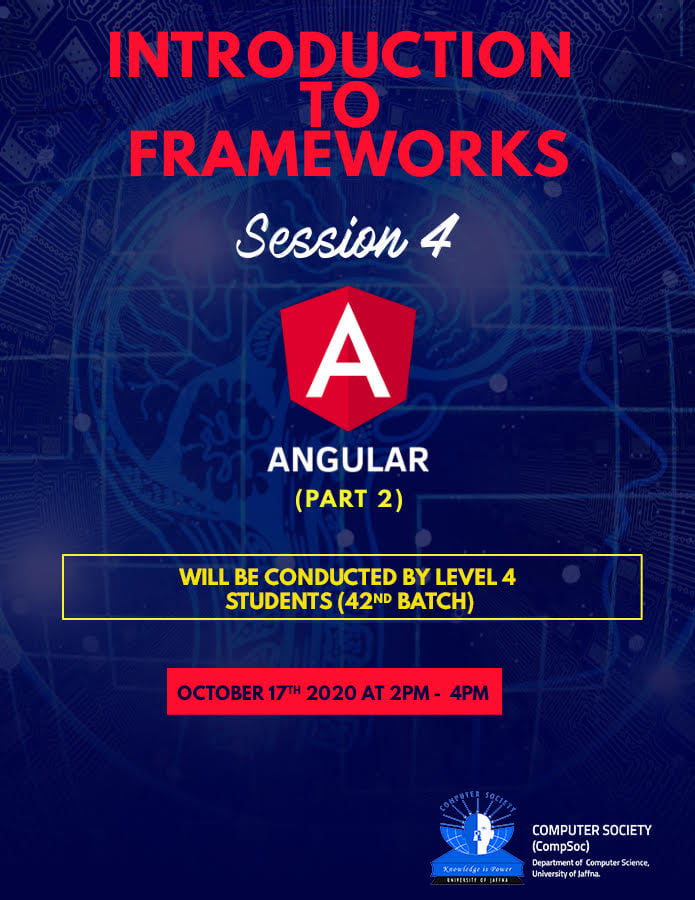 INTRODUCTION
TO
FRAMEWORKS
Session 4
A
ANGULAR
(PART 2)
WILL BE CONDUCTED BY LEVEL 4
STUDENTS (42ND BATCH)
OCTOBER 17TH 2020 AT 2PM - 4PM
COMPUTER SOCIETY
Knowledge is Power
UNIVERSITY OF JAFFNA
COMPUTER SOCIETY
(CompSoc)
Department of Computer Science,
University of Jaffna.